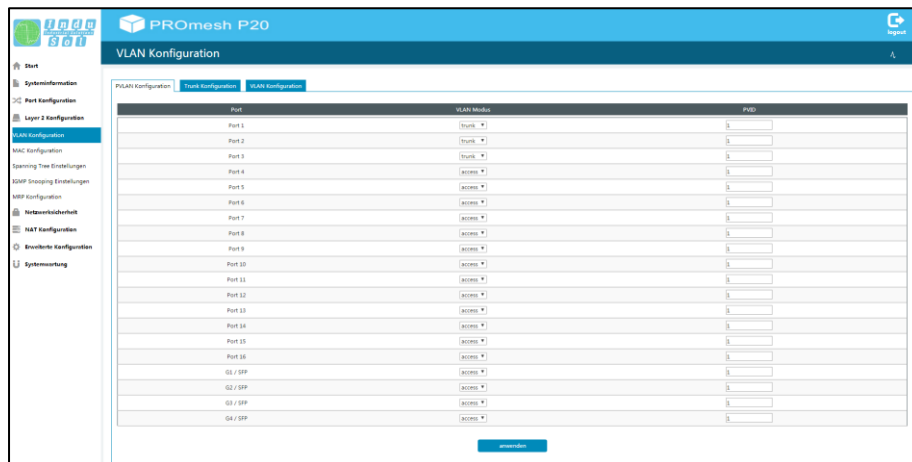 Indu
Sol
PROmesh P20
logout
VLAN Konfiguration
Start
Systeminformation
Port Konfiguration
Layer 2 Konfiguration
VLAN Konfiguration
MAC Konfiguration
Spanning Tree Einstellungen
IGMP Snooping Einstellungen
MRP Konfiguration
Netzwerksicherheit
NAT Konfiguration
Erweiterte Konfiguration
Systemwartung
PVLAN Konfiguration Trunk Konfiguration VLAN Konfiguration
Port VLAN Modus PVID
Port 1 trunk 1
Port 2 trunk 1
Port 3 trunk 1
Port 4 access 1
Port 5 access 1
Port 6 access 1
Port 7 access 1
Port 8 access 1
Port 9 access 1
Port 10 access 1
Port 11 access 1
Port 12 access 1
Port 13 access 1
Port 14 access 1
Port 15 access 1
Port 16 access 1
G1 / SFP access 1
G2 / SFP access 1
G3 / SFP access 1
G4 / SFP access 1
anwenden